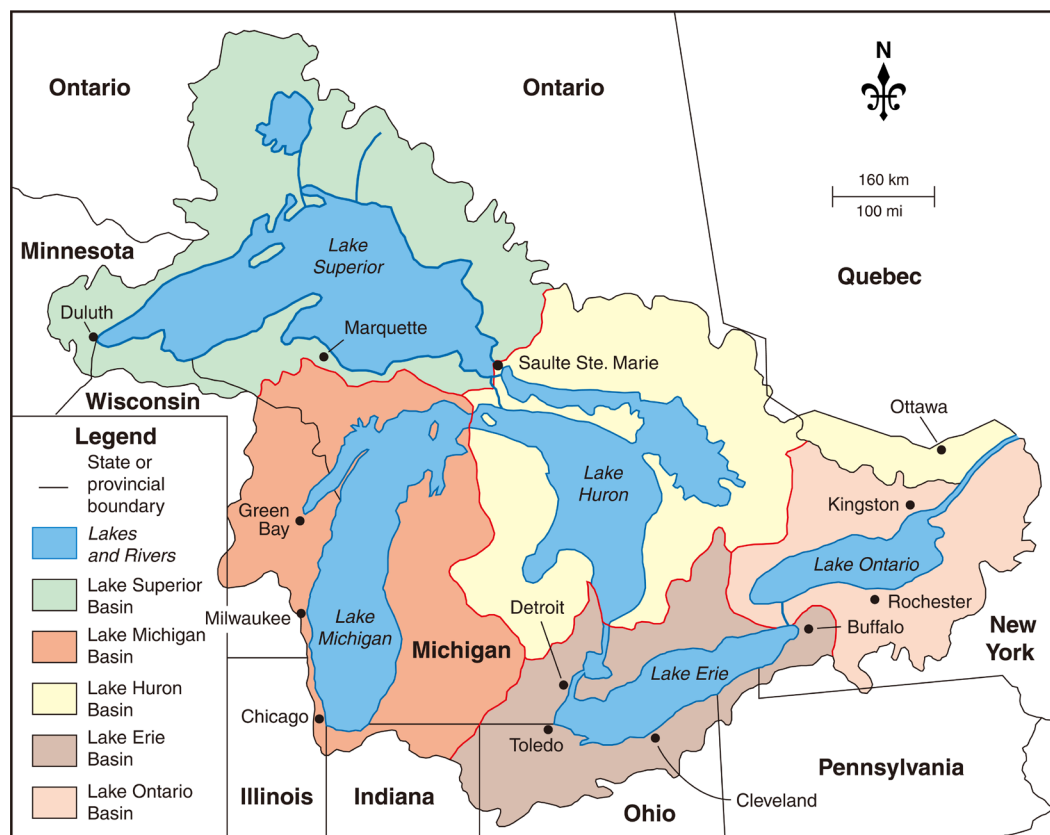 N
Ontario
Ontario
160 km
100 mi
Minnesota
Lake
Superior
Quebec
Duluth
Marquette
Saulte Ste. Marie
Wisconsin
Ottawa
Legend
State or
provincial
boundary
Lakes
and Rivers
Lake Superior
Basin
Lake Michigan
Basin
Lake Huron
Basin
Lake Erie
Basin
Lake Ontario
Basin
Lake
Huron
Kingston
Green
Bay
Lake Ontario
Detroit
Rochester
Milwaukee
Lake
Michigan
Michigan
Buffalo
New
York
Lake Erie
Chicago
Toledo
Pennsylvania
Illinois
Indiana
Ohio
Cleveland